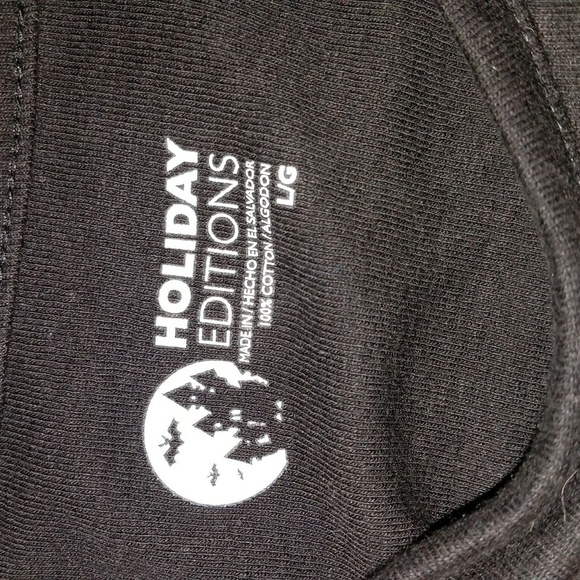 HOLIDAY
EDITIONS
MADE IN / HECHO EN EL SALVADOR
100% COTTON / ALGODON
L/G